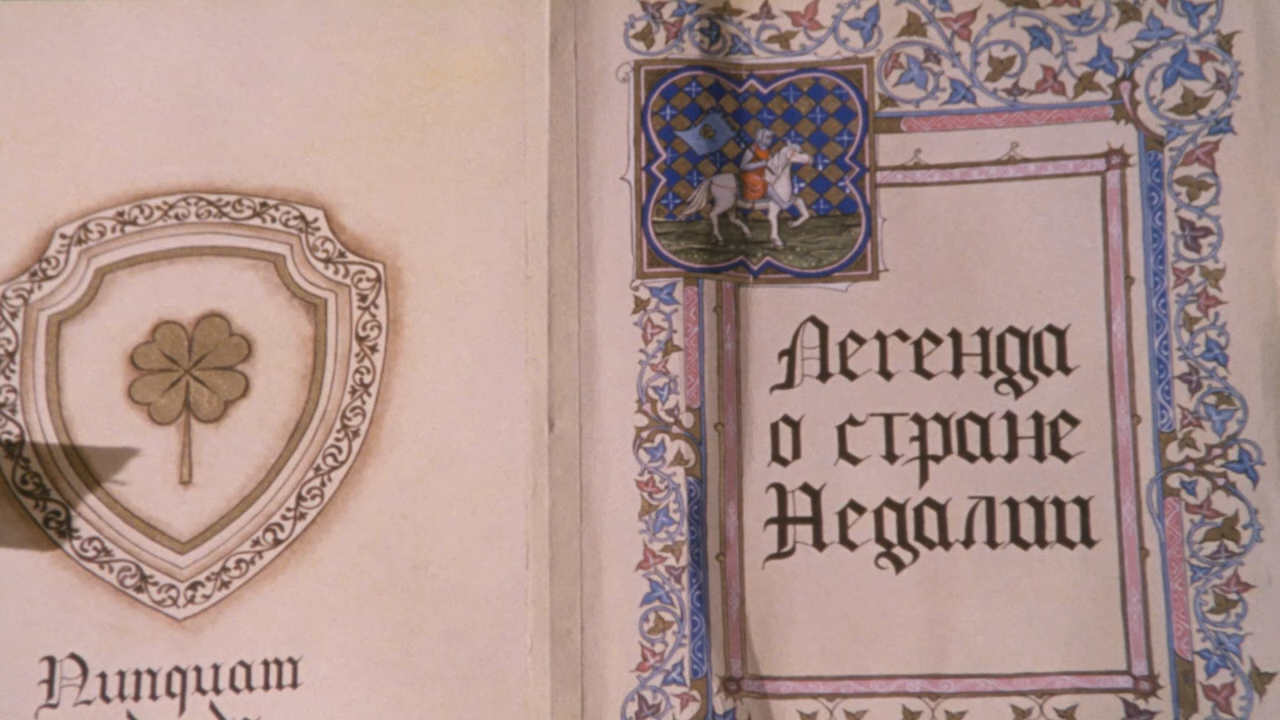 Nunquam
Легенда
о стране
Недалии